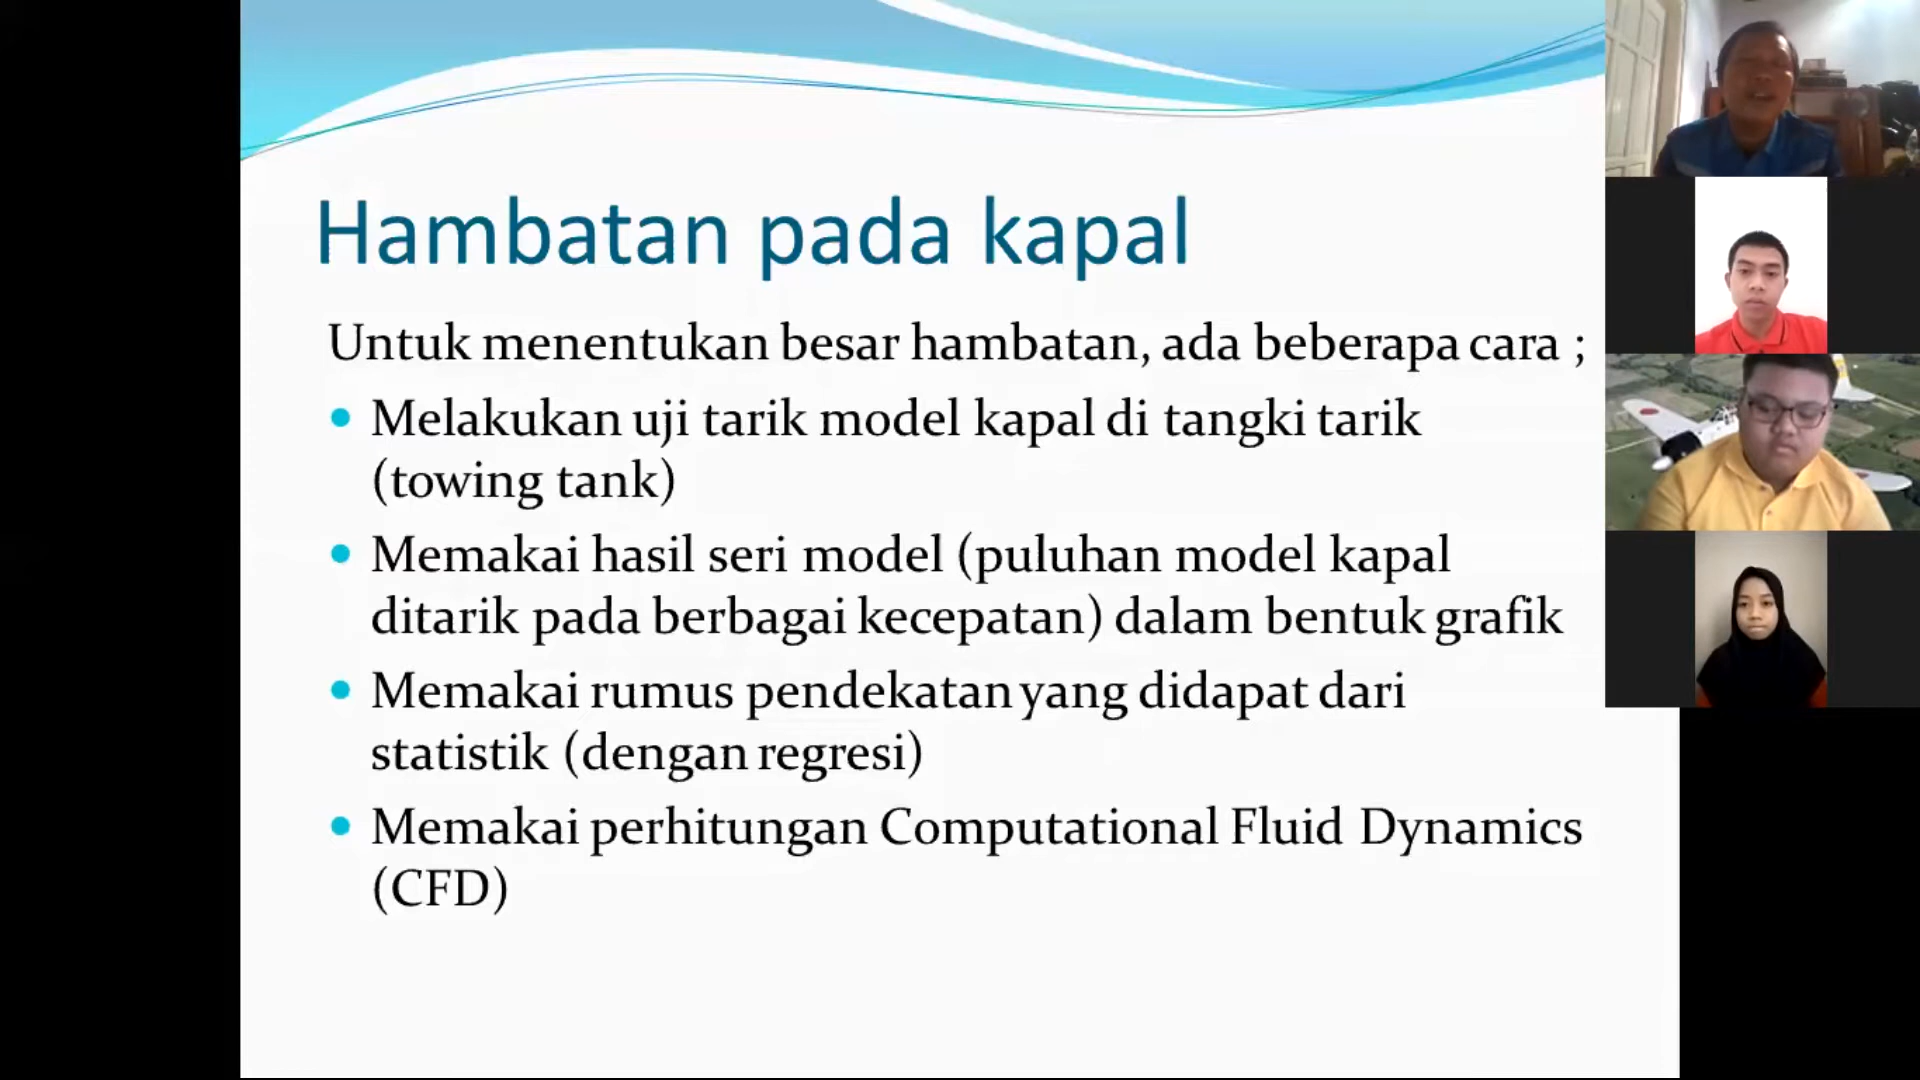 Hambatan pada kapal
Untuk menentukan besar hambatan, ada beberapa cara ;
Melakukan uji tarik model kapal di tangki tarik
(towing tank)
Memakai hasil seri model (puluhan model kapal
ditarik pada berbagai kecepatan) dalam bentuk grafik
Memakai rumus pendekatan yang didapat dari
statistik (dengan regresi)
Memakai perhitungan Computational Fluid Dynamics
(CFD)